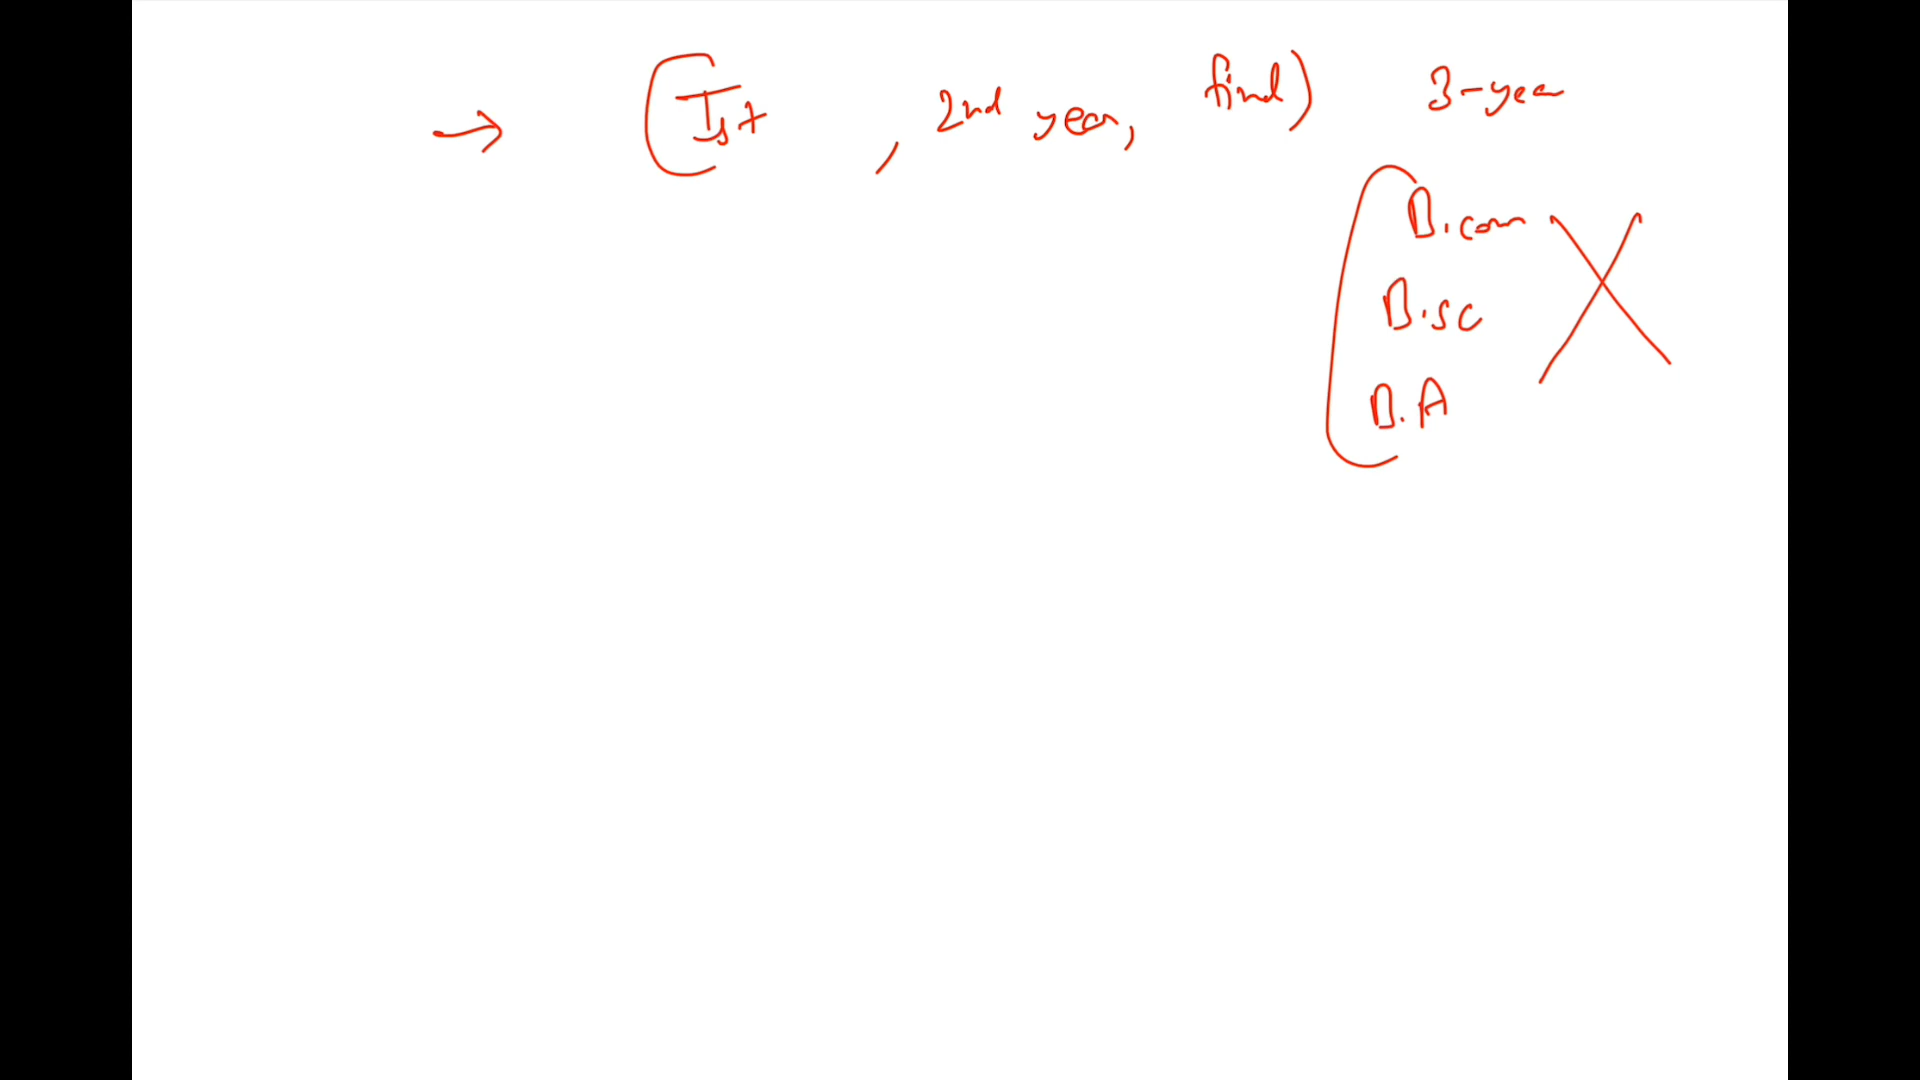 → (Ist, 2nd year, final) 3-year
B.com
B.sc
B.A